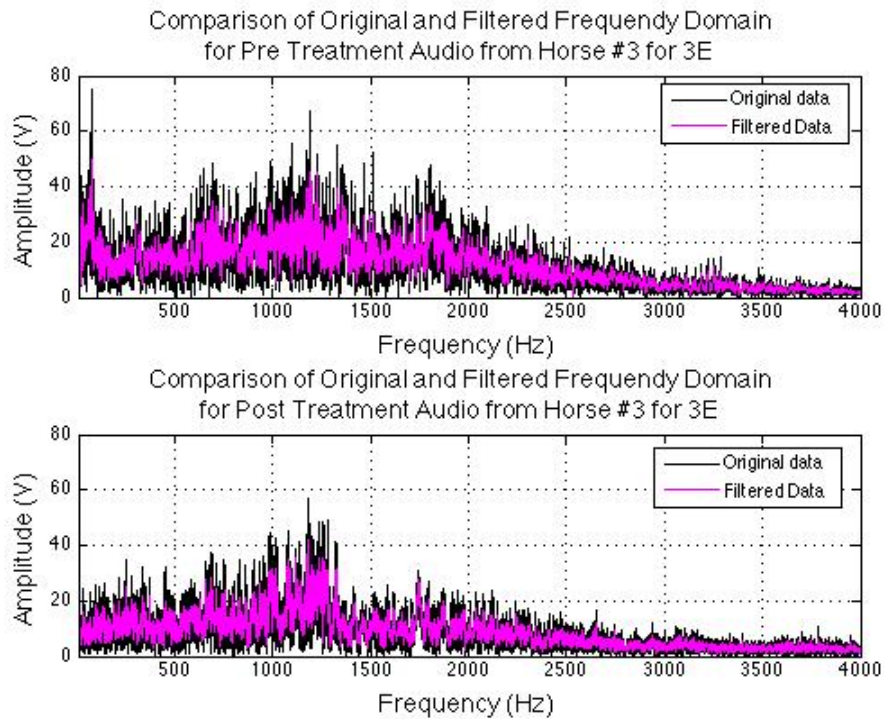 Comparison of Original and Filtered Frequendy Domain
for Pre Treatment Audio from Horse #3 for 3E
80
60
40
20
0
Amplitude (V)
Original data
Filtered Data
500 1000 1500 2000 2500 3000 3500 4000
Frequency (Hz)
Comparison of Original and Filtered Frequendy Domain
for Post Treatment Audio from Horse #3 for 3E
80
60
40
20
0
Amplitude (V)
Original data
Filtered Data
500 1000 1500 2000 2500 3000 3500 4000
Frequency (Hz)